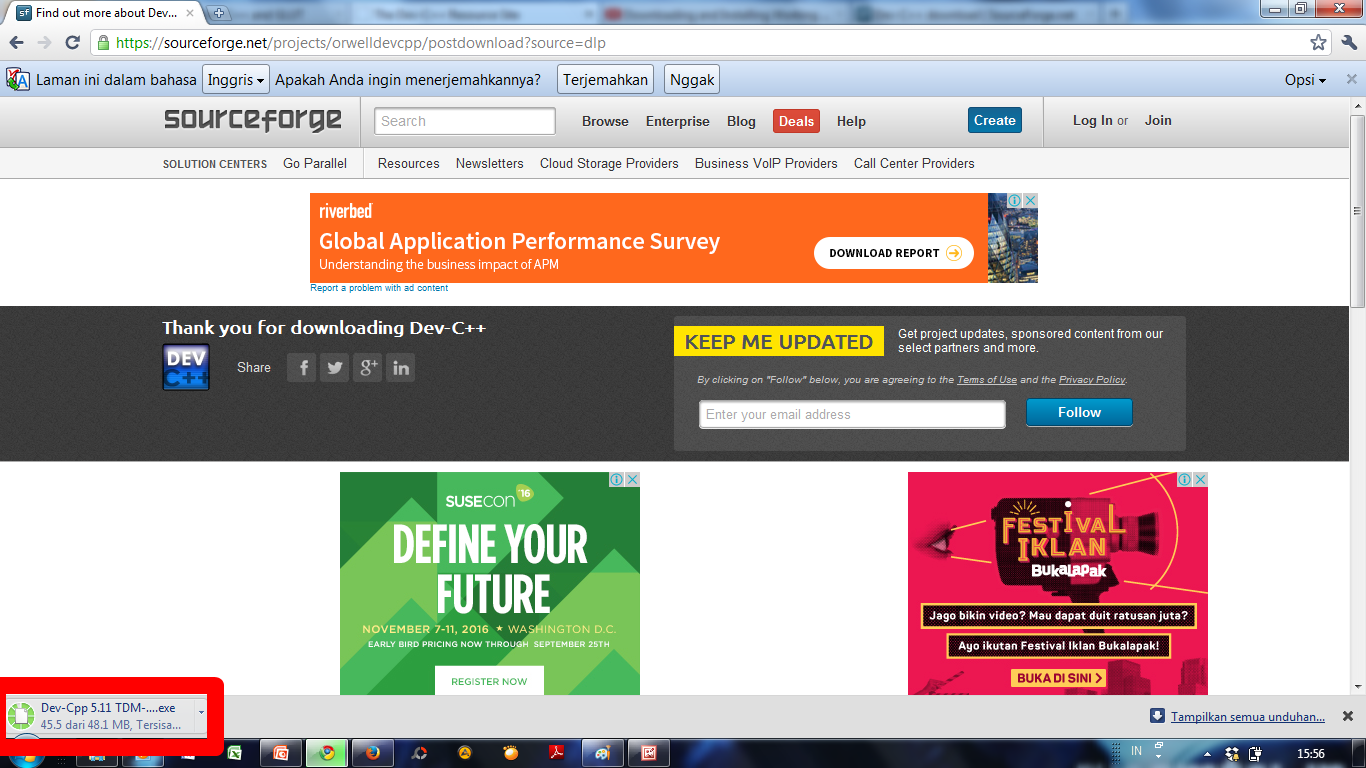 Find out more about Dev...
https://sourceforge.net/projects/orwelldevcpp/postdownload?source=dlp
Laman ini dalam bahasa Inggris Apakah Anda ingin menerjemahkannya? Terjemahkan Nggak Opsi
sourceforge Search Browse Enterprise Blog Deals Help Create Log In or Join
SOLUTION CENTERS Go Parallel Resources Newsletters Cloud Storage Providers Business VoIP Providers Call Center Providers
riverbed
Global Application Performance Survey
Understanding the business impact of APM
DOWNLOAD REPORT
Report a problem with ad content
Thank you for downloading Dev-C++
DEV
C++
Share
KEEP ME UPDATED
Get project updates, sponsored content from our
select partners and more.
By clicking on "Follow" below, you are agreeing to the Terms of Use and the Privacy Policy.
Enter your email address Follow
SUSECON '16
DEFINE YOUR
FUTURE
NOVEMBER 7-11, 2016 ★ WASHINGTON D.C.
EARLY BIRD PRICING NOW THROUGH SEPTEMBER 25TH
REGISTER NOW
FESTIVAL
IKLAN
BukaLapak
Jago bikin video? Mau dapat duit ratusan juta?
Ayo ikutan Festival Iklan Bukalapak!
BUKA DI SINI
Dev-Cpp 5.11 TDM-....exe
45.5 dari 48.1 MB, Tersisa...
Tampilkan semua unduhan...
IN 15:56